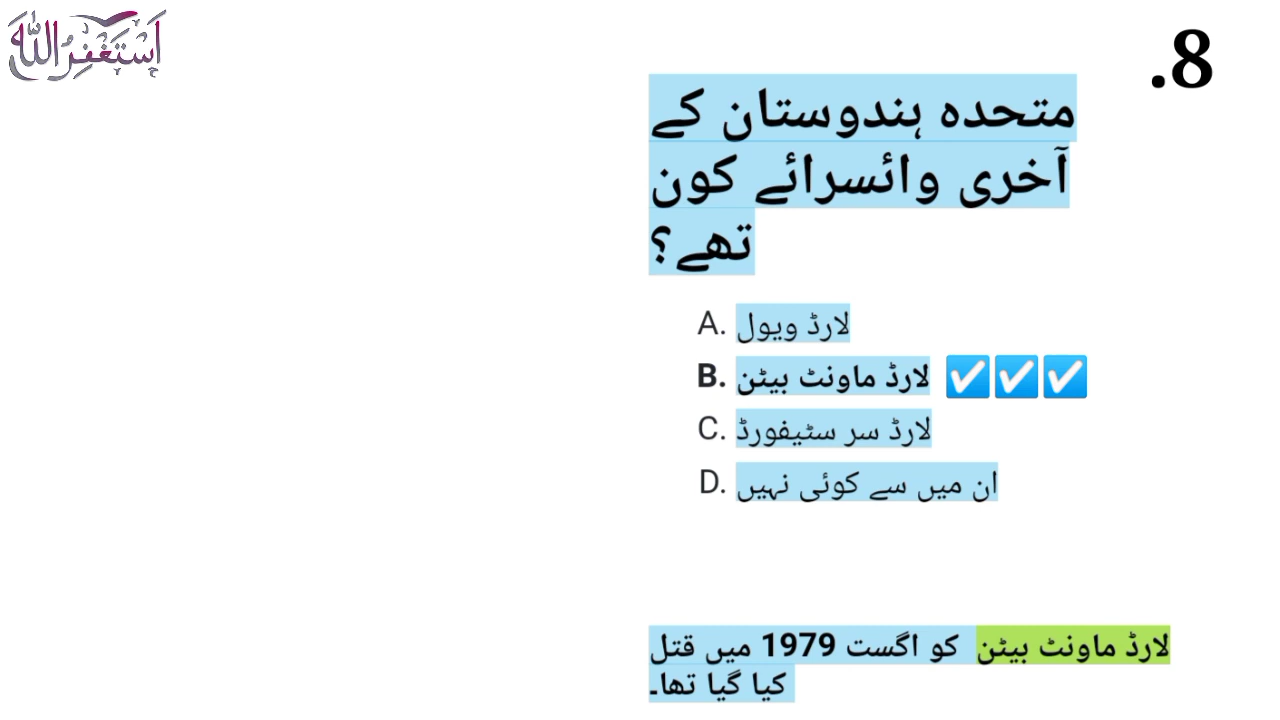 اَسْتَغْفِرُاللّٰه
8.
متحدہ ہندوستان کے
آخری وائسرائے کون
تھے؟
A. لارڈ ویول
B. لارڈ ماونٹ بیٹن ✅✅✅
C. لارڈ سر سٹیفورڈ
D. ان میں سے کوئی نہیں
لارڈ ماونٹ بیٹن کو اگست 1979 میں قتل
کیا گیا تھا۔